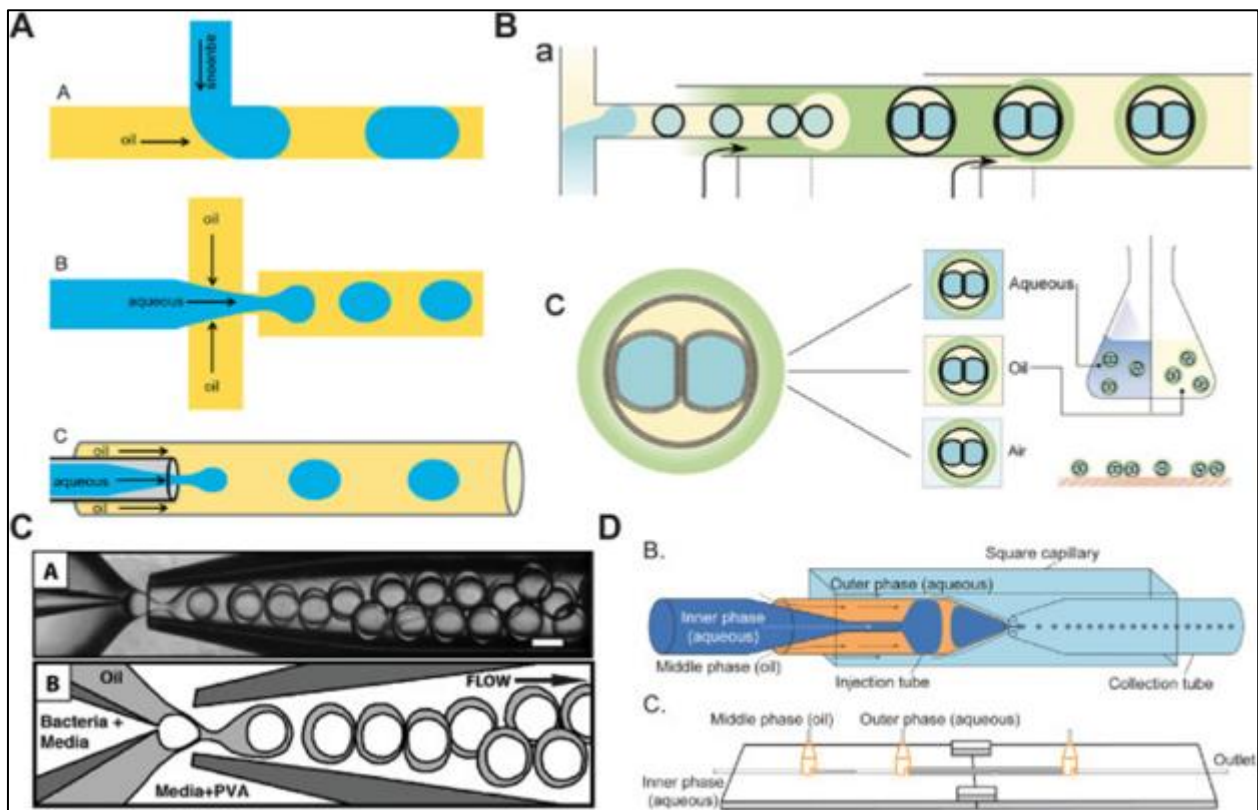 A
A
aqueous
oil
B
oil
aqueous
oil
C
oil
aqueous
oil
B
a
C
Aqueous
Oil
Air
C
A
B
Oil
FLOW
Bacteria +
Media
Media+PVA
D
B.
Square capillary
Outer phase (aqueous)
Inner phase
(aqueous)
Middle phase (oil)
Injection tube
Collection tube
C.
Middle phase (oil)
Outer phase (aqueous)
Outlet
Inner phase
(aqueous)